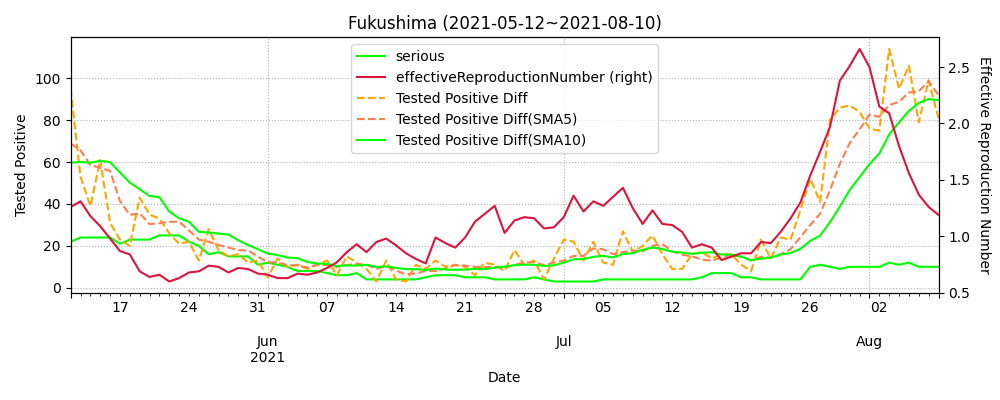 Fukushima (2021-05-12~2021-08-10)
serious
effectiveReproductionNumber (right)
Tested Positive Diff
Tested Positive Diff(SMA5)
Tested Positive Diff(SMA10)
Tested Positive
100
80
60
40
20
0
2.5
2.0
1.5
1.0
0.5
Effective Reproduction Number
17 24 31 07 14 21 28 05 12 19 26 02
Jun Jul Aug
2021
Date